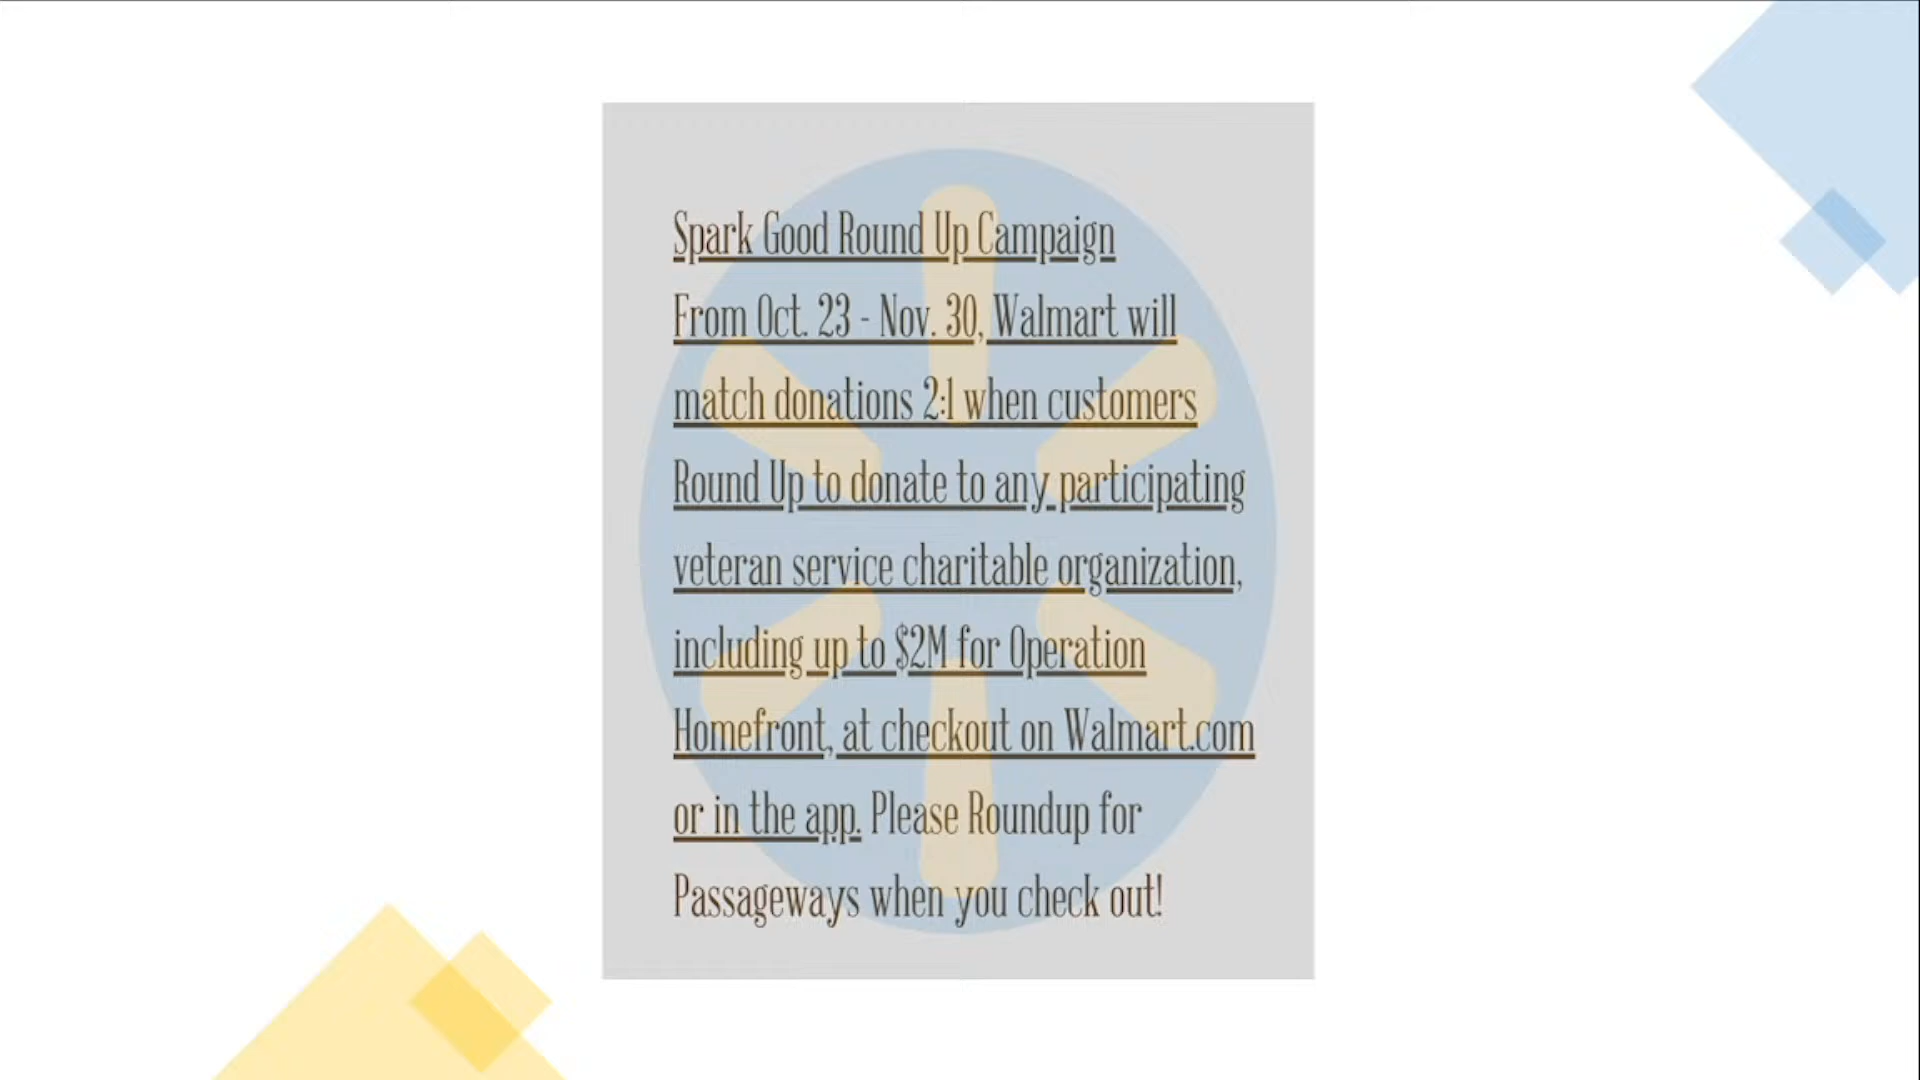 Spark Good Round Up Campaign
From Oct. 23 - Nov. 30, Walmart will
match donations 2:1 when customers
Round Up to donate to any participating
veteran service charitable organization,
including up to $2M for Operation
Homefront, at checkout on Walmart.com
or in the app. Please Roundup for
Passageways when you check out!